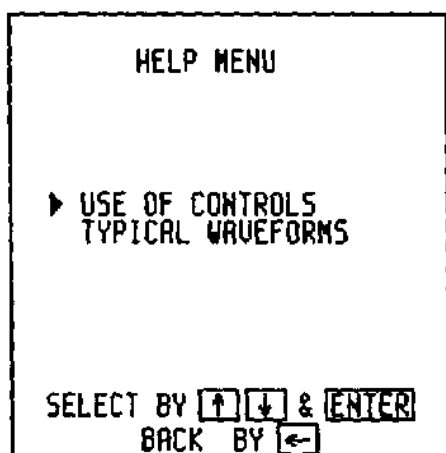 HELP MENU
▶ USE OF CONTROLS
TYPICAL WAVEFORMS
SELECT BY [↑][↓] & [ENTER]
BACK BY [←]